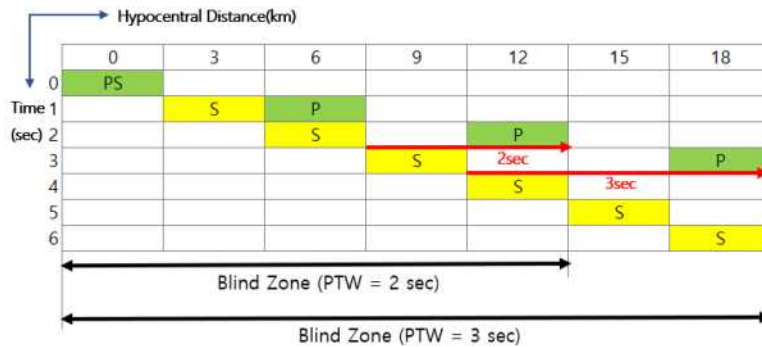 Hypocentral Distance(km)
0 3 6 9 12 15 18
0 PS
Time 1 S P
(sec) 2 S P
3 S 2sec P
4 S 3sec
5 S
6 S
Blind Zone (PTW = 2 sec)
Blind Zone (PTW = 3 sec)